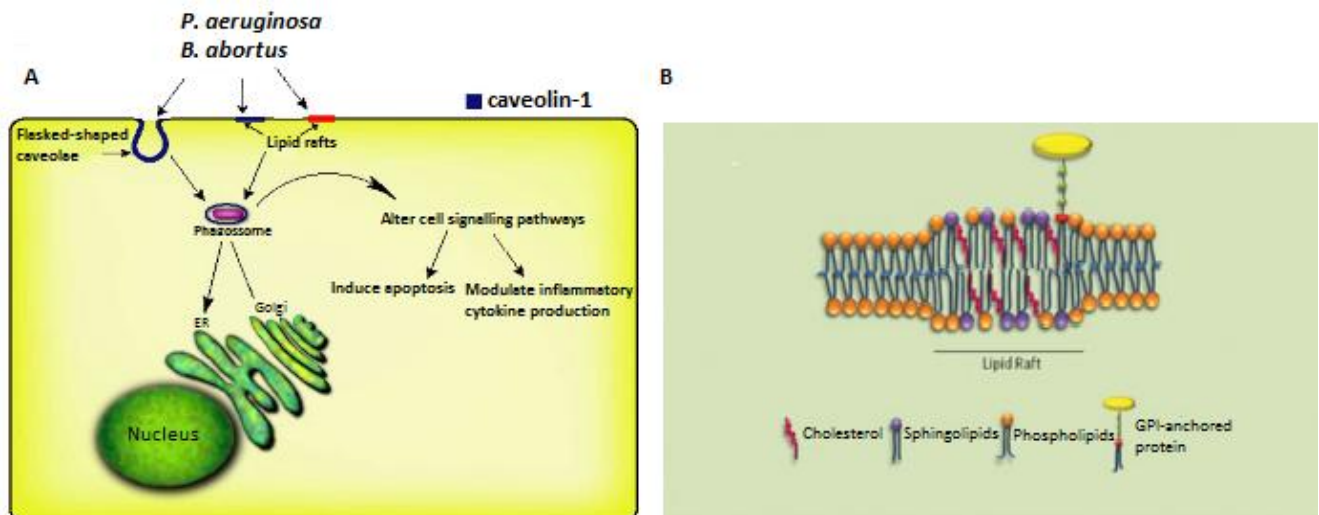 P. aeruginosa
B. abortus
A
caveolin-1
Flasked-shaped
caveolae
Lipid rafts
Phagossome
Alter cell signalling pathways
Induce apoptosis
Modulate inflammatory
cytokine production
ER
Golgi
Nucleus
B
Lipid Raft
Cholesterol
Sphingolipids
Phospholipids
GPI-anchored
protein